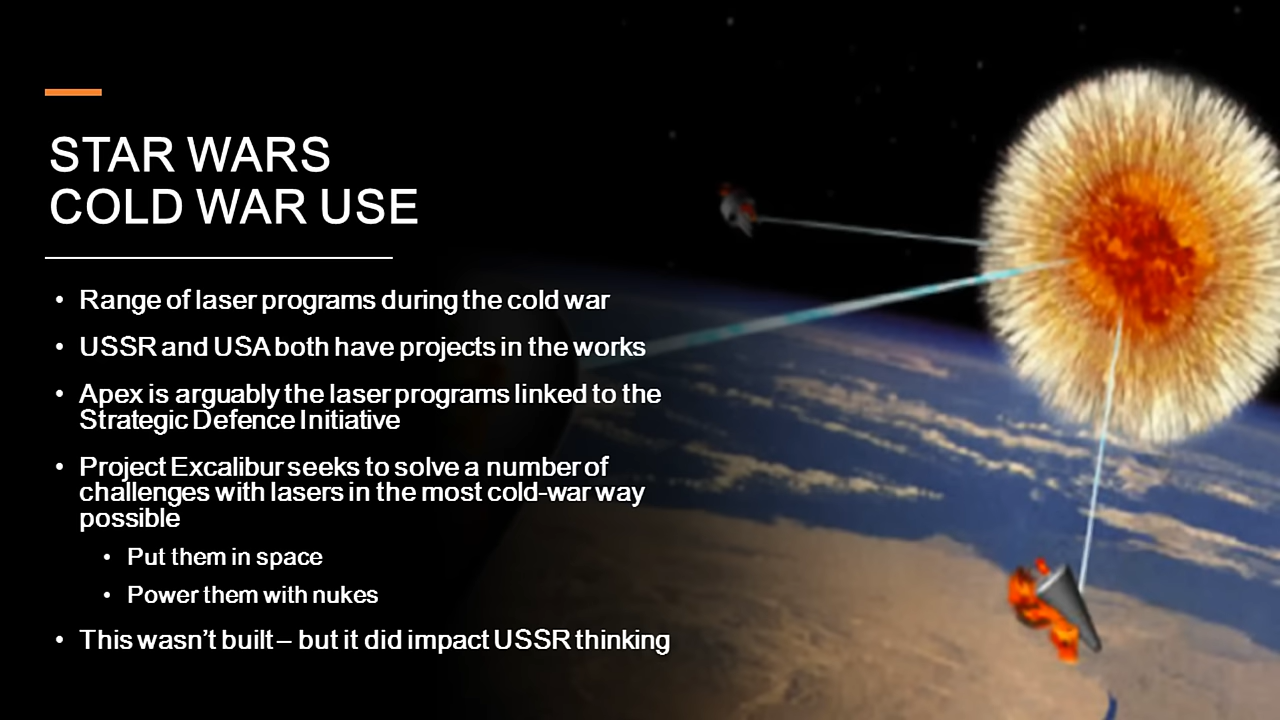 STAR WARS
COLD WAR USE
• Range of laser programs during the cold war
• USSR and USA both have projects in the works
• Apex is arguably the laser programs linked to the
Strategic Defence Initiative
• Project Excalibur seeks to solve a number of
challenges with lasers in the most cold-war way
possible
• Put them in space
• Power them with nukes
• This wasn’t built – but it did impact USSR thinking